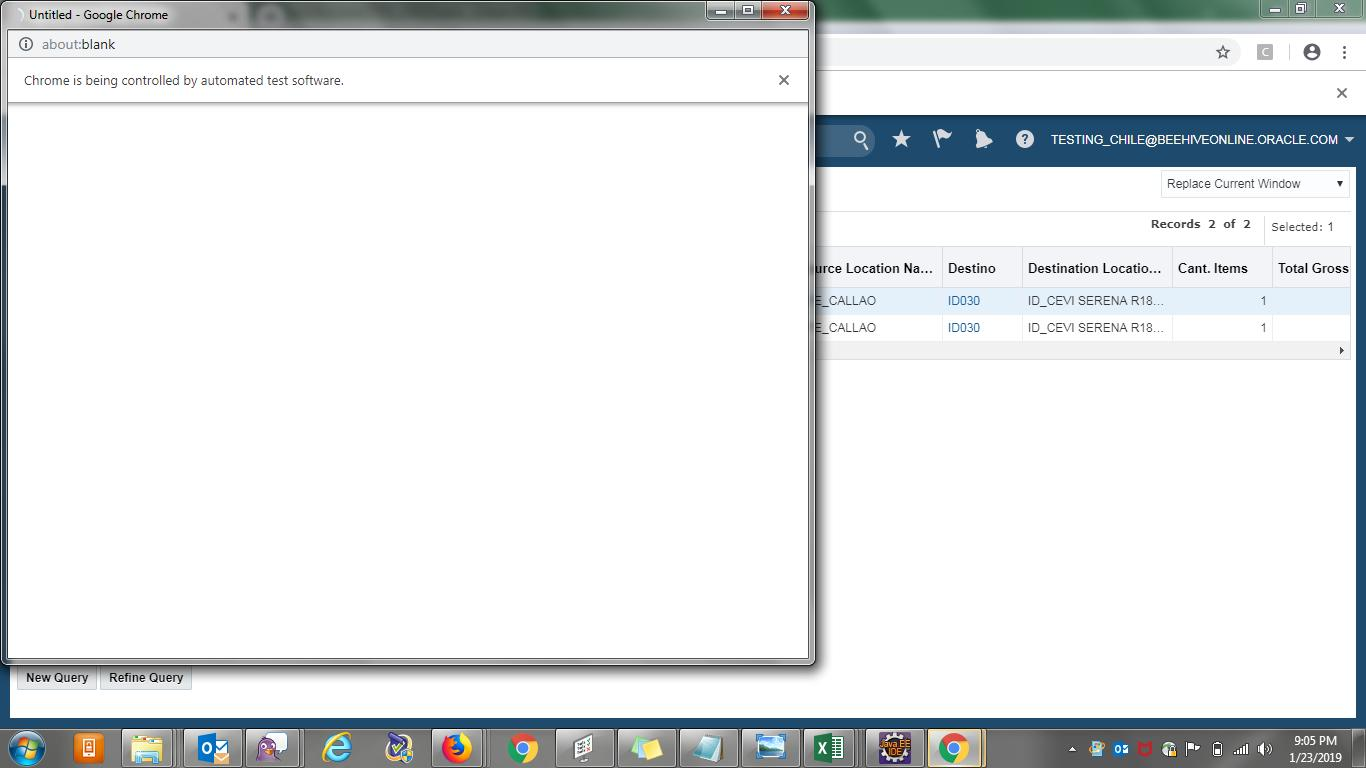 Untitled - Google Chrome
about:blank
Chrome is being controlled by automated test software.
C
TESTING_CHILE@BEEHIVEONLINE.ORACLE.COM
Replace Current Window
Records 2 of 2
Selected: 1
urce Location Na... Destino Destination Locatio... Cant. Items Total Gross
E_CALLAO ID030 ID_CEVI SERENA R18... 1
E_CALLAO ID030 ID_CEVI SERENA R18... 1
New Query Refine Query
Java EE
IDE
9:05 PM
1/23/2019